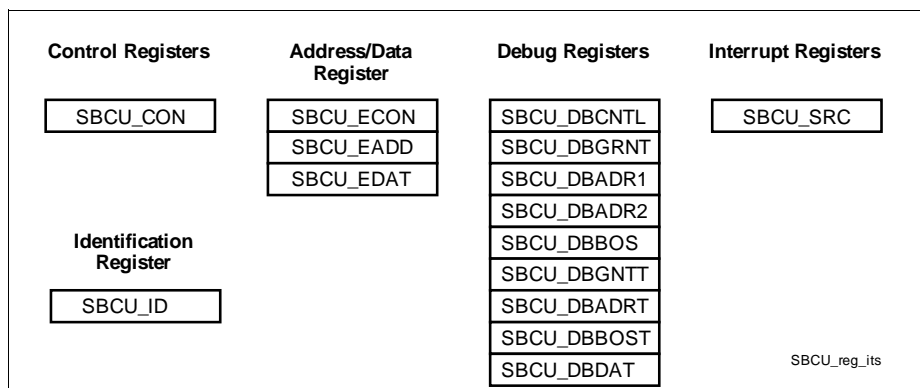 Control Registers
SBCU_CON
Identification
Register
SBCU_ID
Address/Data
Register
SBCU_ECON
SBCU_EADD
SBCU_EDAT
Debug Registers
SBCU_DBCNTL
SBCU_DBGRNT
SBCU_DBADR1
SBCU_DBADR2
SBCU_DBBOS
SBCU_DBGNTT
SBCU_DBADRT
SBCU_DBBOST
SBCU_DBDAT
Interrupt Registers
SBCU_SRC
SBCU_reg_its